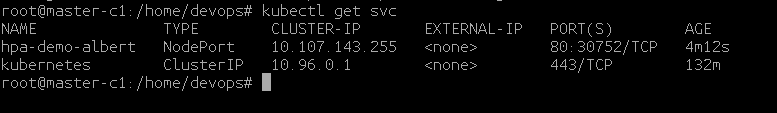 root@master-c1:/home/devops# kubectl get svc
NAME TYPE CLUSTER-IP EXTERNAL-IP PORT(S) AGE
hpa-demo-albert NodePort 10.107.143.255 <none> 80:30752/TCP 4m12s
kubernetes ClusterIP 10.96.0.1 <none> 443/TCP 132m
root@master-c1:/home/devops#